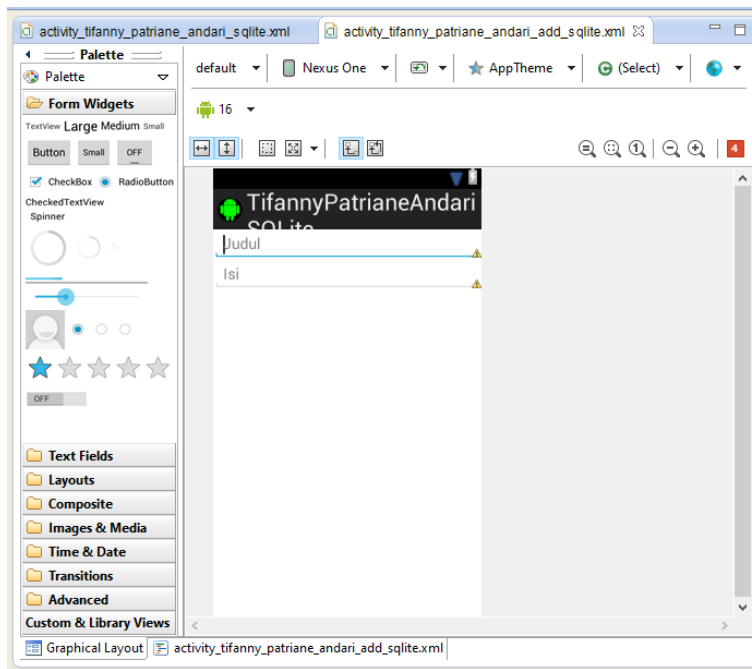 activity_tifanny_patriane_andari_sqlite.xml
activity_tifanny_patriane_andari_add_sqlite.xml
Palette
Palette
default
Nexus One
AppTheme
(Select)
Form Widgets
16
TextView Large Medium Small
Button
Small
OFF
CheckBox
RadioButton
CheckedTextView
Spinner
1
4
TifannyPatrianeAndari
SQLite
Judul
Isi
OFF
Text Fields
Layouts
Composite
Images & Media
Time & Date
Transitions
Advanced
Custom & Library Views
Graphical Layout
activity_tifanny_patriane_andari_add_sqlite.xml